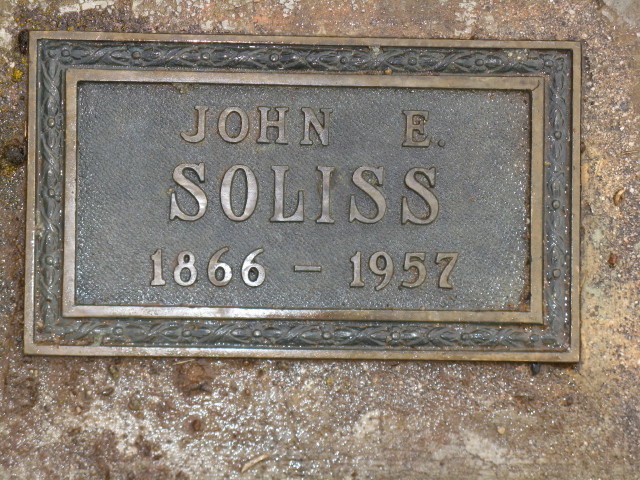 JOHN E.
SOLISS
1866 – 1957